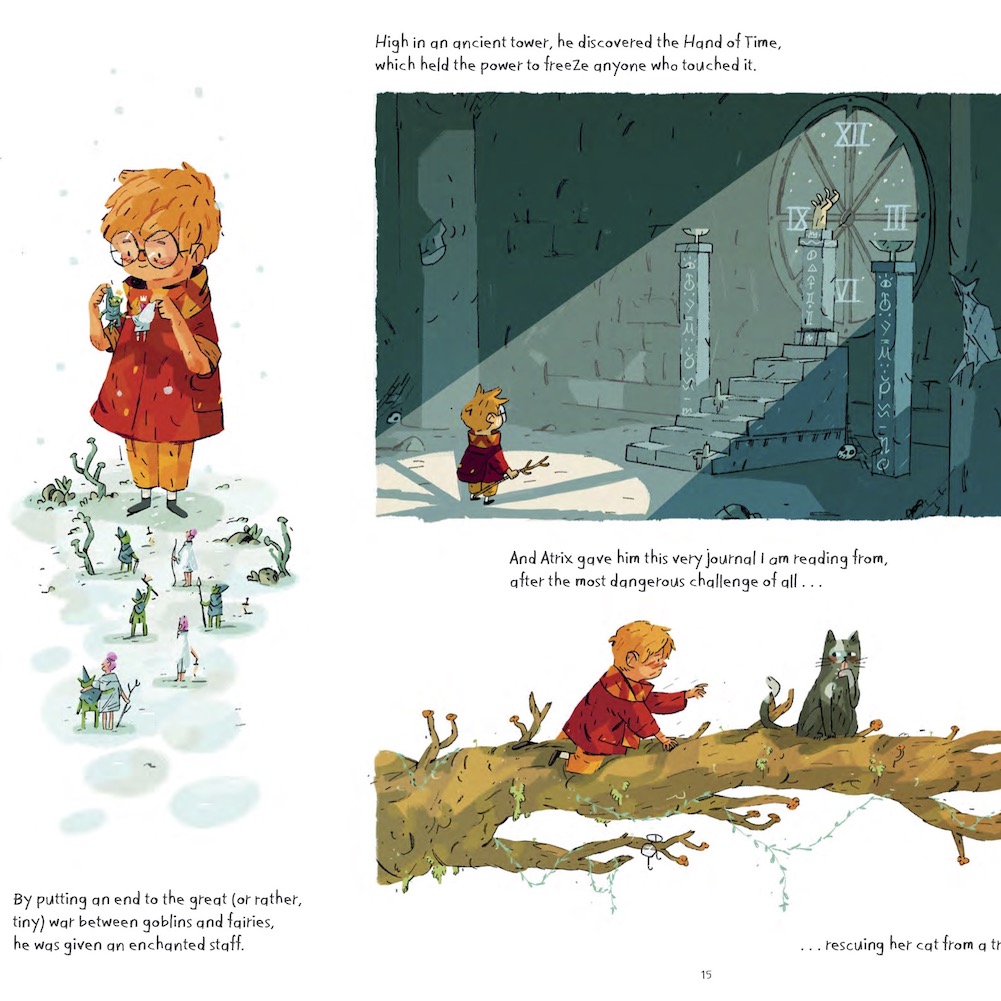 High in an ancient tower, he discovered the Hand of Time,
which held the power to freeze anyone who touched it.
XII
IX
III
VI
And Atrix gave him this very journal I am reading from,
after the most dangerous challenge of all . . .
By putting an end to the great (or rather,
tiny) war between goblins and fairies,
he was given an enchanted staff.
. . . rescuing her cat from a
15